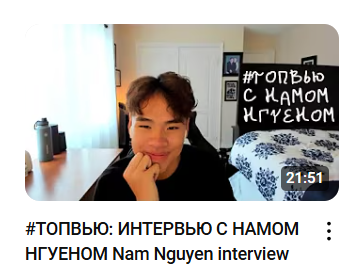 #ТОПВЬЮ
С НАМОМ
НГУЕНОМ
21:51
#ТОПВЬЮ: ИНТЕРВЬЮ С НАМОМ
НГУЕНОМ Nam Nguyen interview